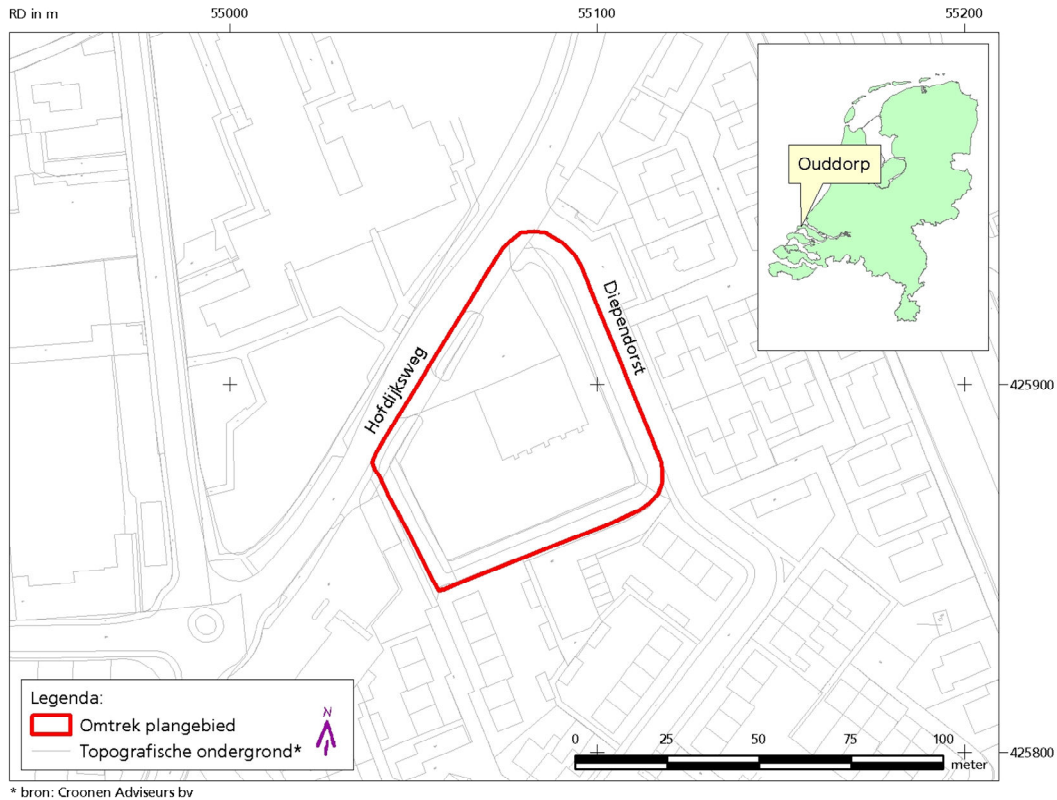 RD in m
55000
55100
55200
Ouddorp
Diependorst
Hofdijksweg
425900
Legenda:
Omtrek plangebied
Topografische ondergrond*
N
0 25 50 75 100
meter
425800
* bron: Croonen Adviseurs bv